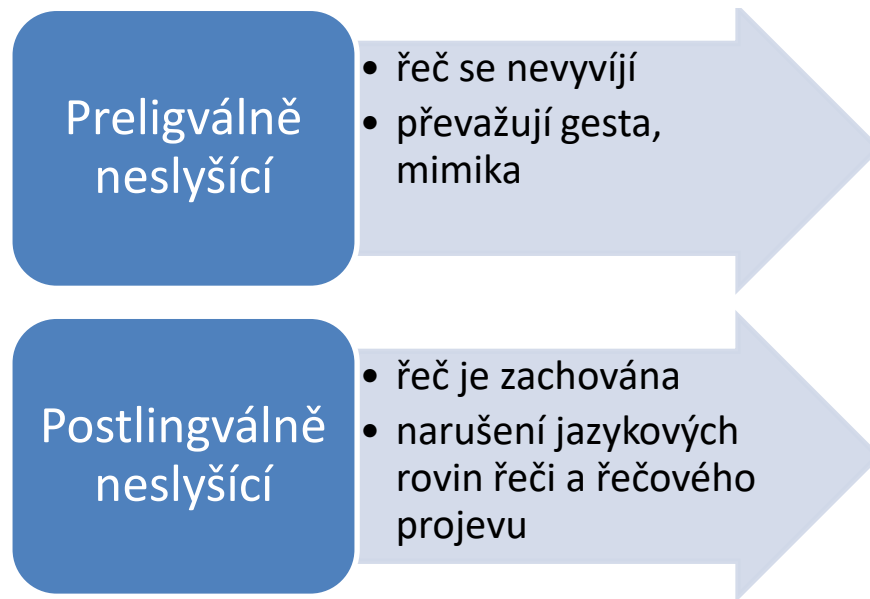 Preligválně
neslyšící
• řeč se nevyvíjí
• převažují gesta,
mimika
Postlingválně
neslyšící
• řeč je zachována
• narušení jazykových
rovin řeči a řečového
projevu